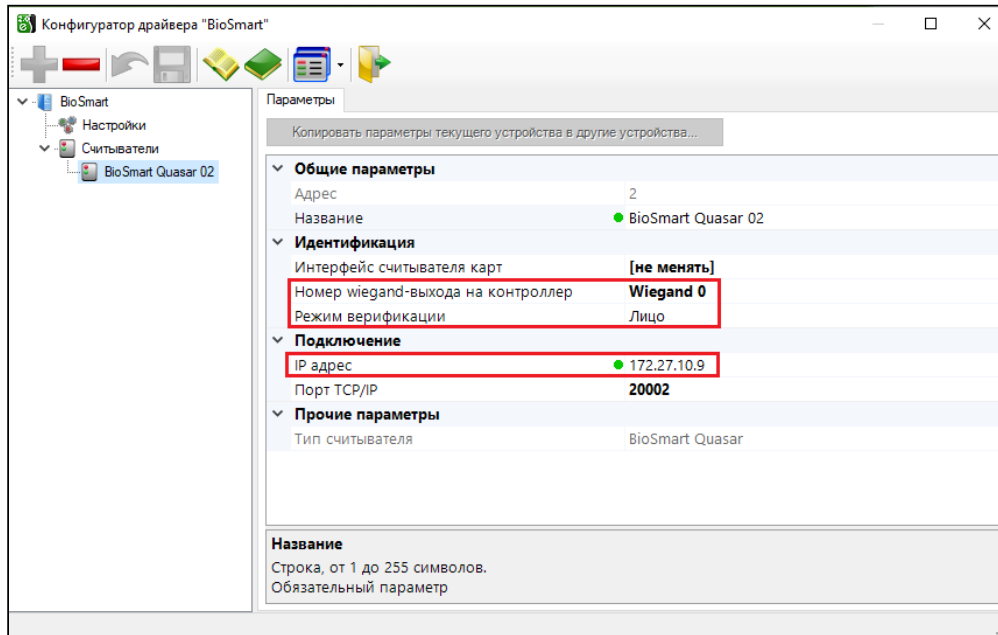 Конфигуратор драйвера "BioSmart"
BioSmart
Настройки
Считыватели
BioSmart Quasar 02
Параметры
Копировать параметры текущего устройства в другие устройства...
Общие параметры
Адрес 2
Название BioSmart Quasar 02
Идентификация
Интерфейс считывателя карт [не менять]
Номер wiegand-выхода на контроллер Wiegand 0
Режим верификации Лицо
Подключение
IP адрес 172.27.10.9
Порт TCP/IP 20002
Прочие параметры
Тип считывателя BioSmart Quasar
Название
Строка, от 1 до 255 символов.
Обязательный параметр